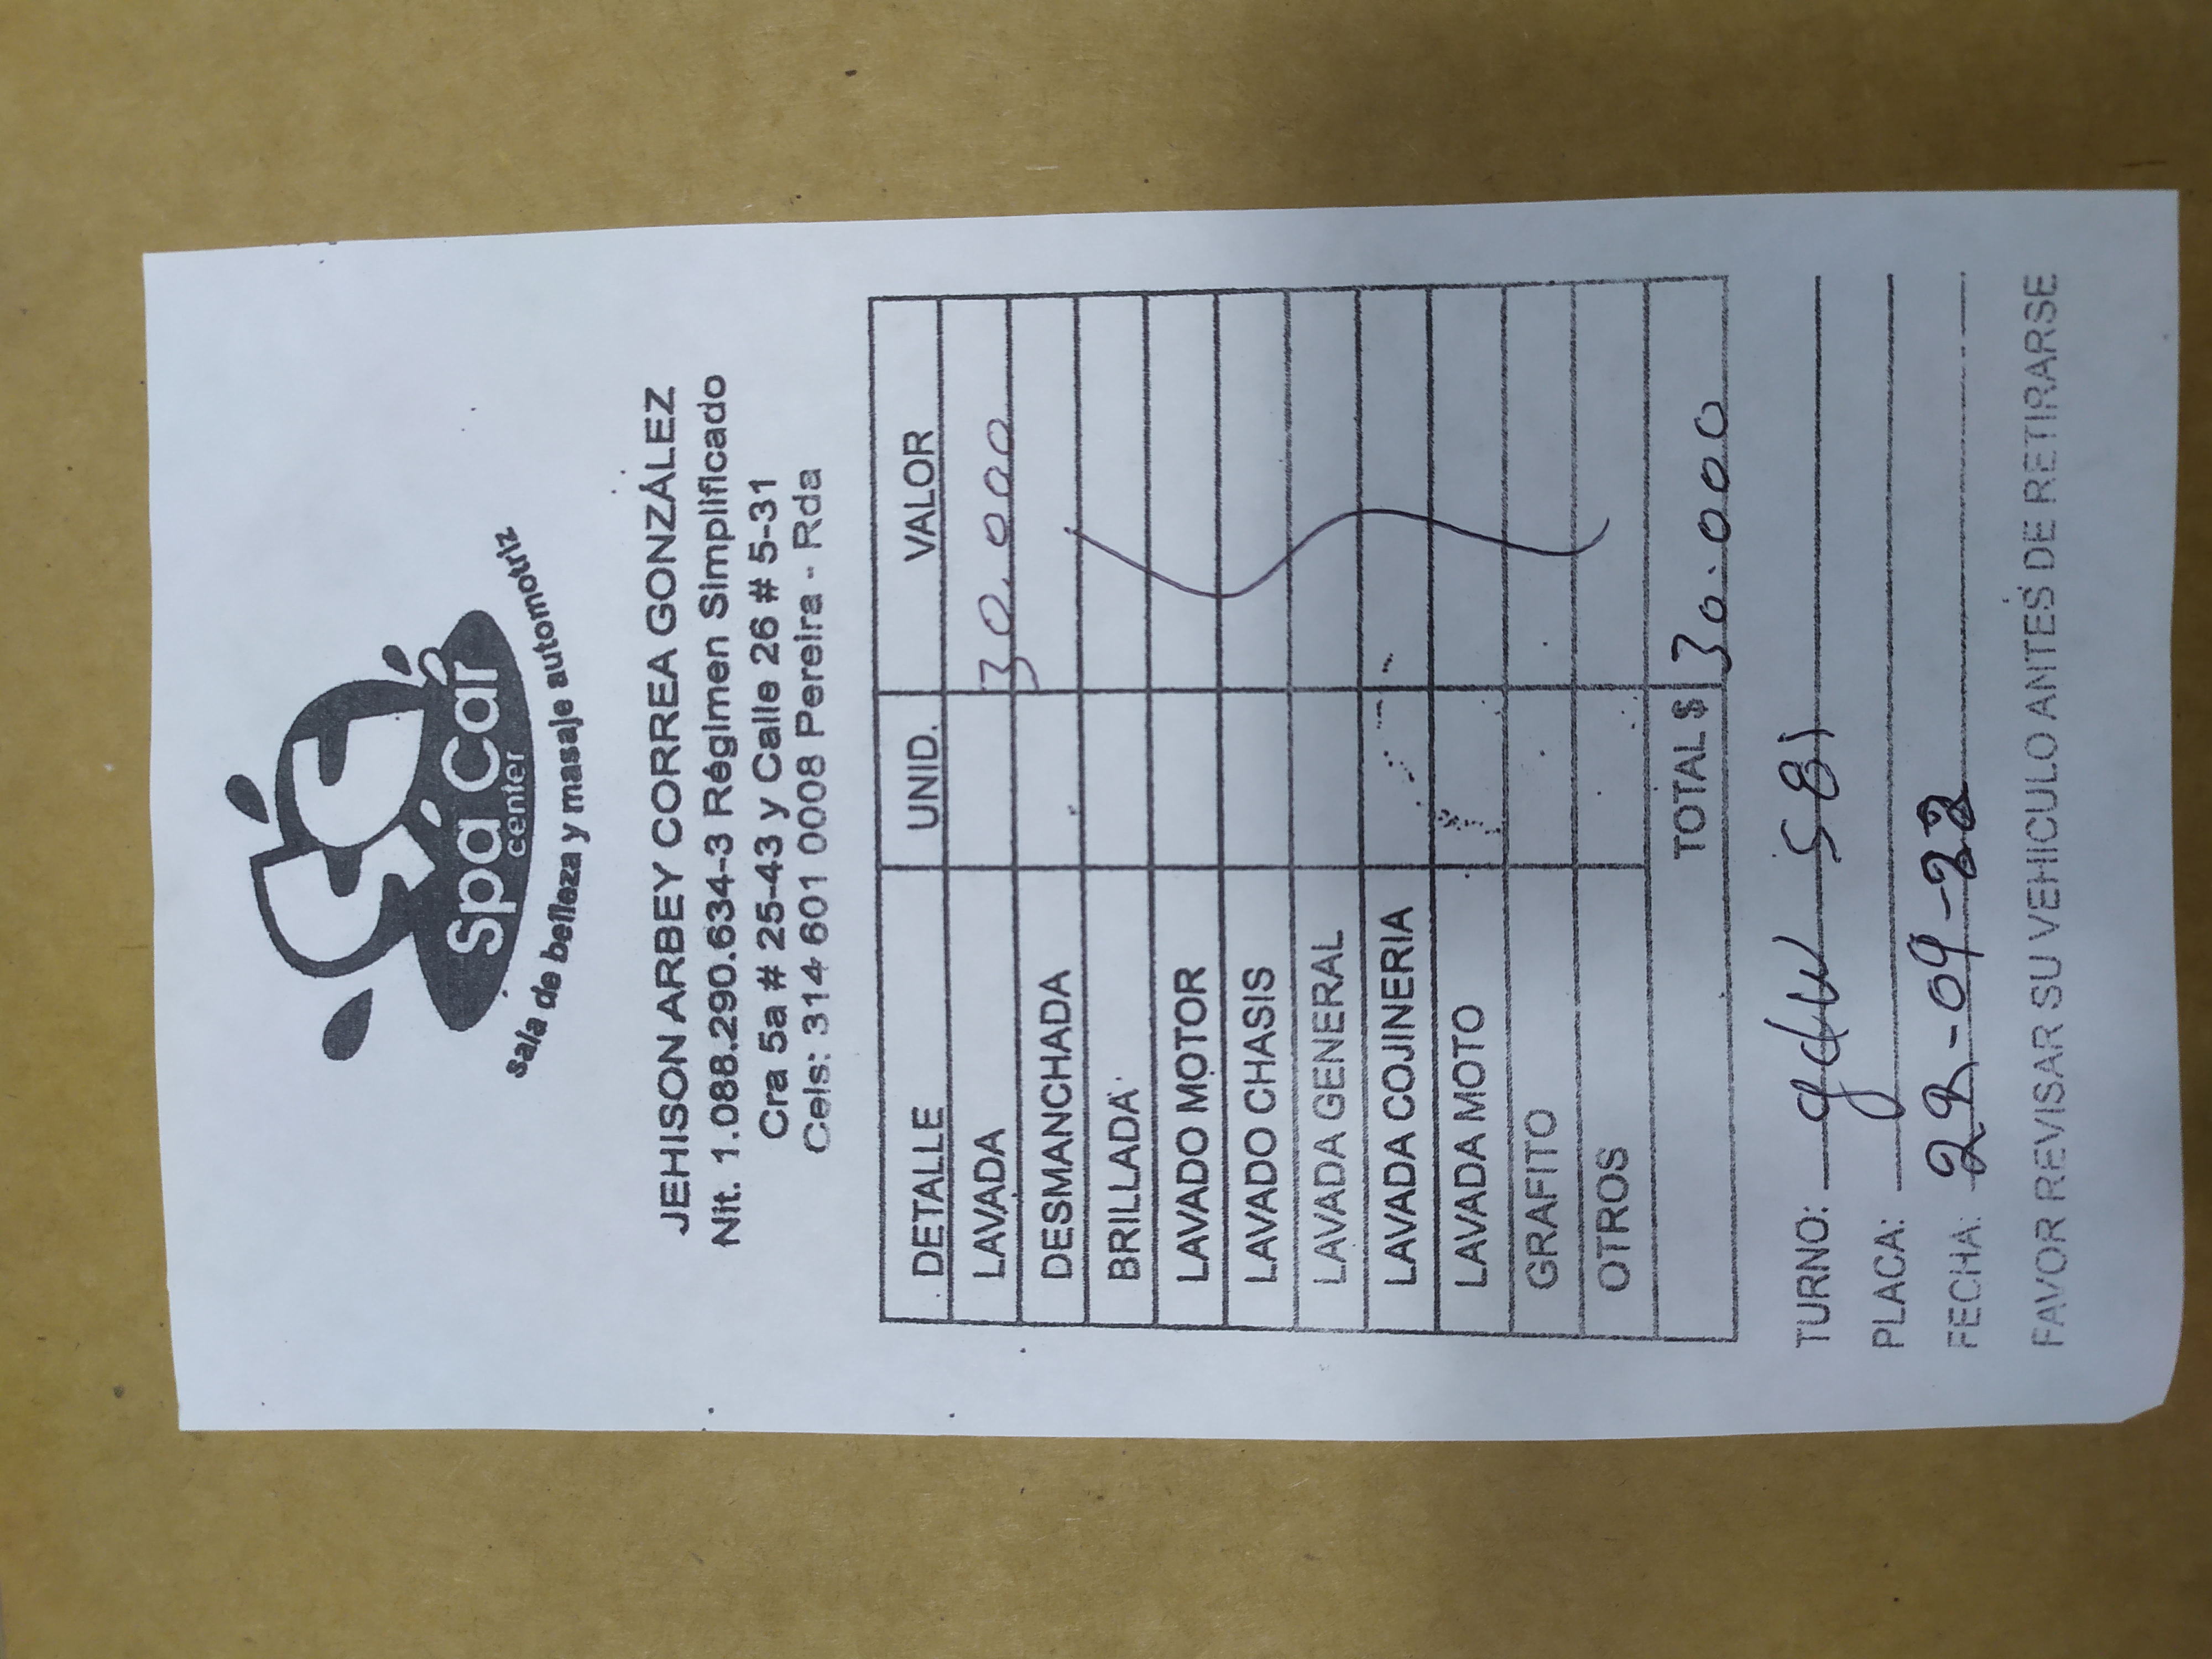 Spa Car
center
sala de belleza y masaje automotriz
JEHISON ARBEY CORREA GONZÁLEZ
Nit. 1.088.290.634-3 Régimen Simplificado
Cra 5a # 25-43 y Calle 26 # 5-31
Cels: 314 601 0008 Pereira - Rda
DETALLE UNID. VALOR
LAVADA 30.000
DESMANCHADA
BRILLADA
LAVADO MOTOR
LAVADO CHASIS
LAVADA GENERAL
LAVADA COJINERIA
LAVADA MOTO
GRAFITO
OTROS
TOTAL $ 30.000
TURNO: 581
PLACA:
FECHA: 22-09-22
FAVOR REVISAR SU VEHICULO ANTES DE RETIRARSE